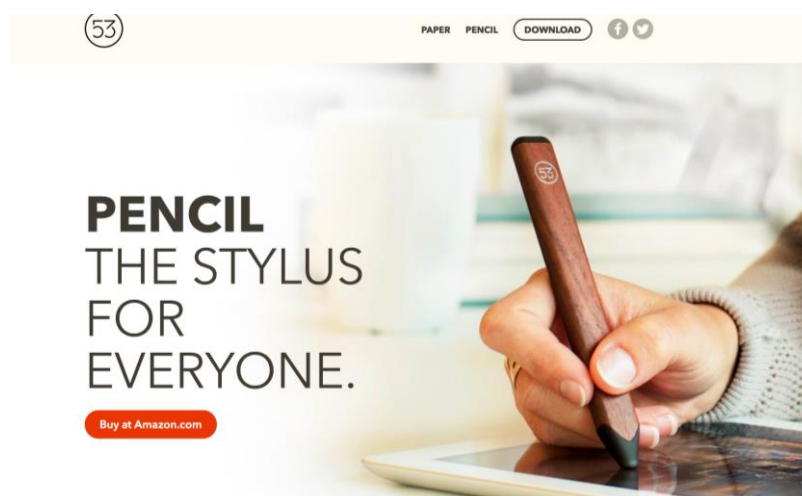 53
PAPER PENCIL DOWNLOAD f
53
PENCIL
THE STYLUS
FOR
EVERYONE.
Buy at Amazon.com